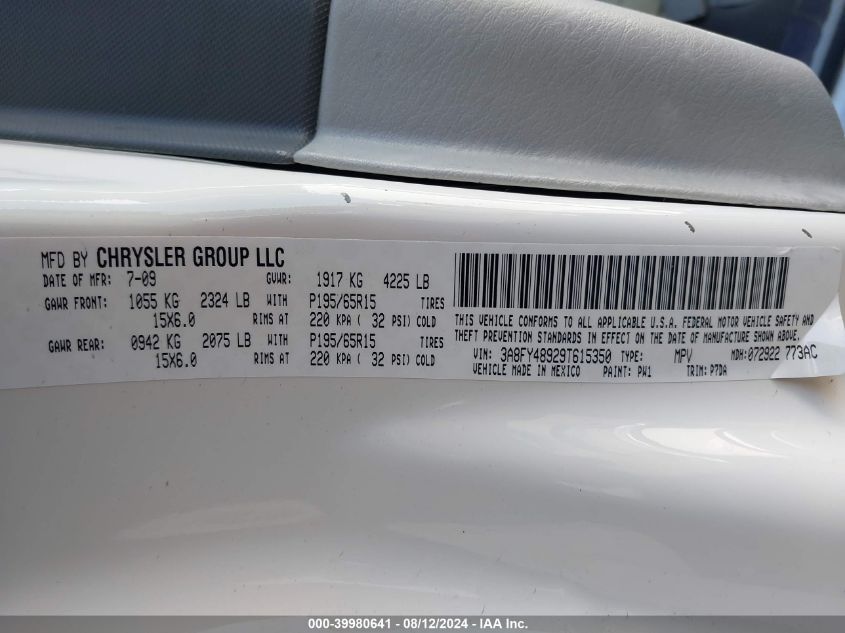 MFD BY CHRYSLER GROUP LLC
DATE OF MFR: 7-09 GVWR: 1917 KG 4225 LB
GAWR FRONT: 1055 KG 2324 LB WITH P195/65R15 TIRES
15X6.0 RIMS AT 220 KPA ( 32 PSI) COLD
GAWR REAR: 0942 KG 2075 LB WITH P195/65R15 TIRES
15X6.0 RIMS AT 220 KPA ( 32 PSI) COLD
THIS VEHICLE CONFORMS TO ALL APPLICABLE U.S.A. FEDERAL MOTOR VEHICLE SAFETY AND
THEFT PREVENTION STANDARDS IN EFFECT ON THE DATE OF MANUFACTURE SHOWN ABOVE.
VIN: 3A8FY48929T615350 TYPE: MPV MDH: 072922 773AC
VEHICLE MADE IN MEXICO PAINT: PW1 TRIM: P7DA
000-39980641 - 08/12/2024 - IAA Inc.